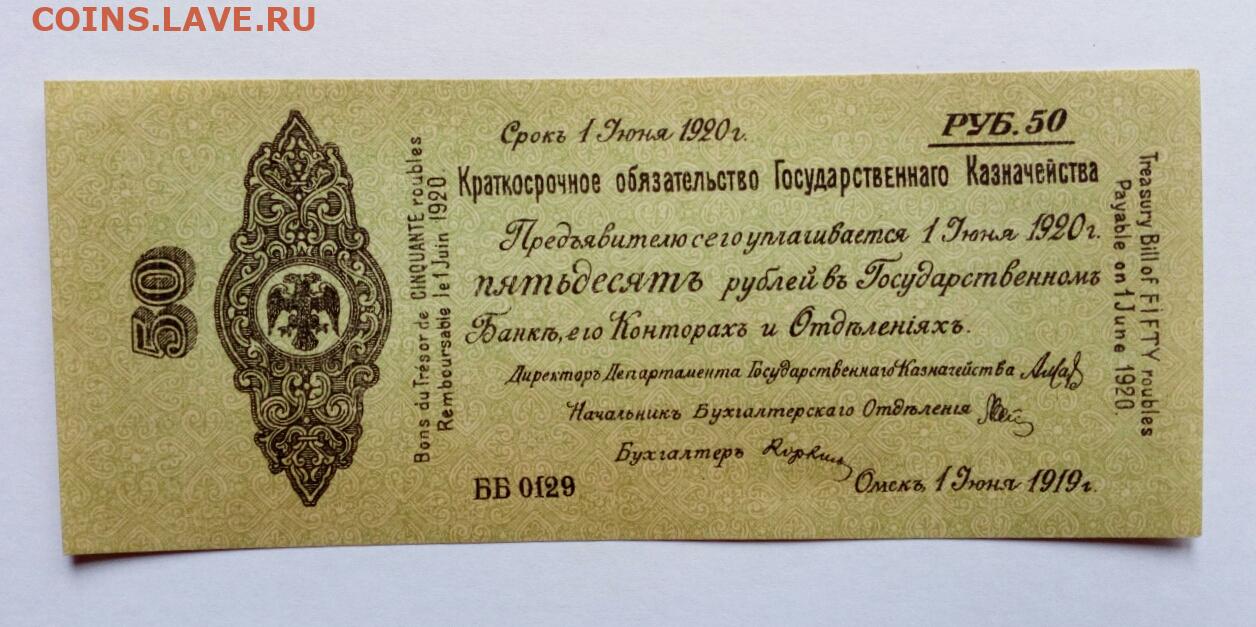 COINS.LAVE.RU
50
Bons du Trésor de CINQUANTE roubles
Remboursable le 1 Juin 1920
Срокъ 1 Іюня 1920 г.
РУБ. 50
Краткосрочное обязательство Государственнаго Казначейства
Предъявителю сего уплачивается 1 Іюня 1920 г.
пятьдесятъ рублей въ Государственномъ
Банкѣ, его Конторахъ и Отдѣленіяхъ.
Директоръ Департамента Государственнаго Казначейства
Начальникъ Бухгалтерскаго Отдѣленія
Бухгалтеръ
ББ 0129
Омскъ, 1 Іюня 1919 г.
Treasury Bill of FIFTY roubles
Payable on 1 June 1920.